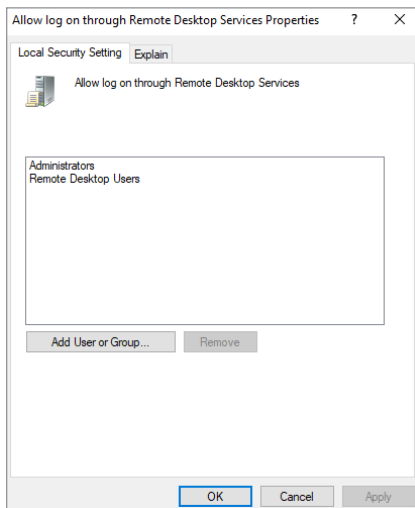 Allow log on through Remote Desktop Services Properties ? X
Local Security Setting Explain
Allow log on through Remote Desktop Services
Administrators
Remote Desktop Users
Add User or Group... Remove
OK Cancel Apply